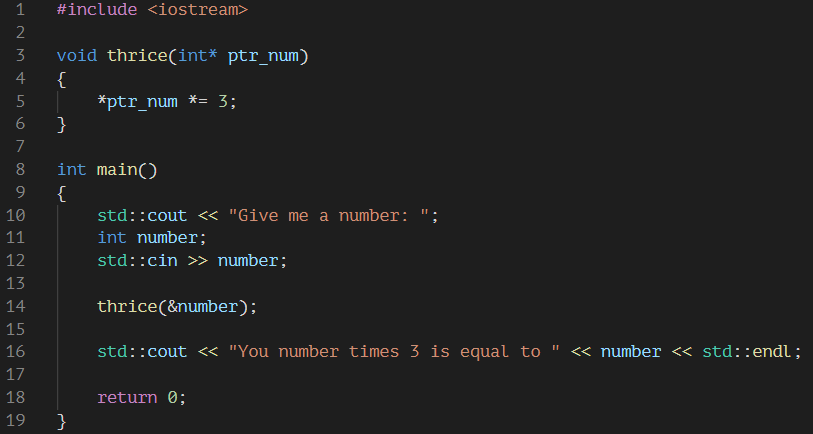 1 #include <iostream>
2
3 void thrice(int* ptr_num)
4 {
5     *ptr_num *= 3;
6 }
7
8 int main()
9 {
10     std::cout << "Give me a number: ";
11     int number;
12     std::cin >> number;
13
14     thrice(&number);
15
16     std::cout << "You number times 3 is equal to " << number << std::endl;
17
18     return 0;
19 }